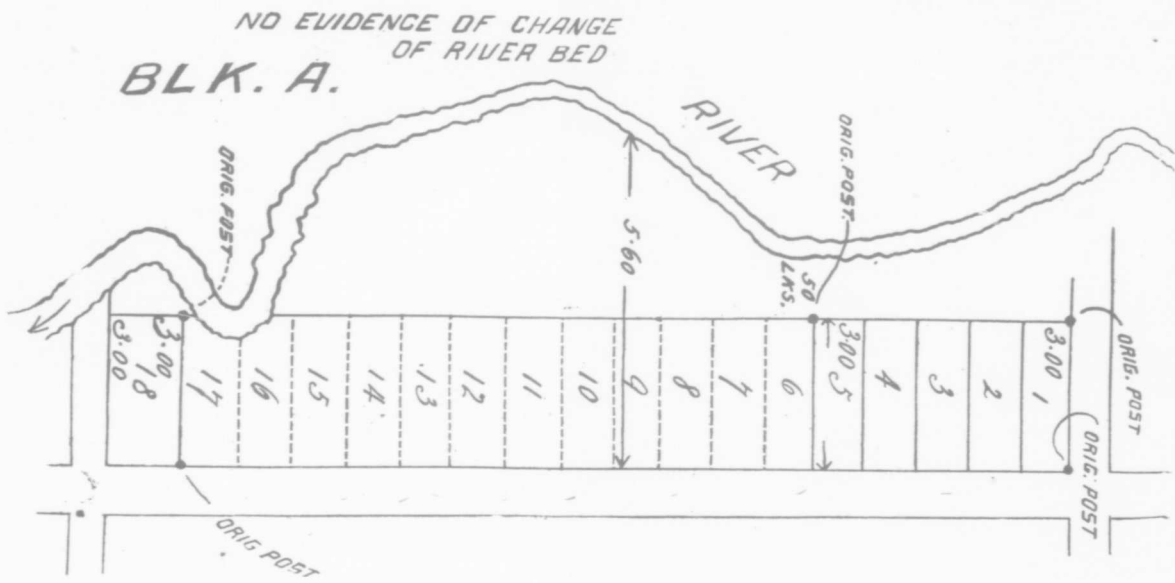 NO EVIDENCE OF CHANGE
OF RIVER BED
BLK. A.
RIVER
ORIG. POST
ORIG. POST.
5.60
50
LKS.
3.00
18
3.00
17
16
15
14
13
12
11
10
9
8
7
6
3.00
5
4
3
2
1
3.00
ORIG. POST
ORIG. POST
ORIG POST